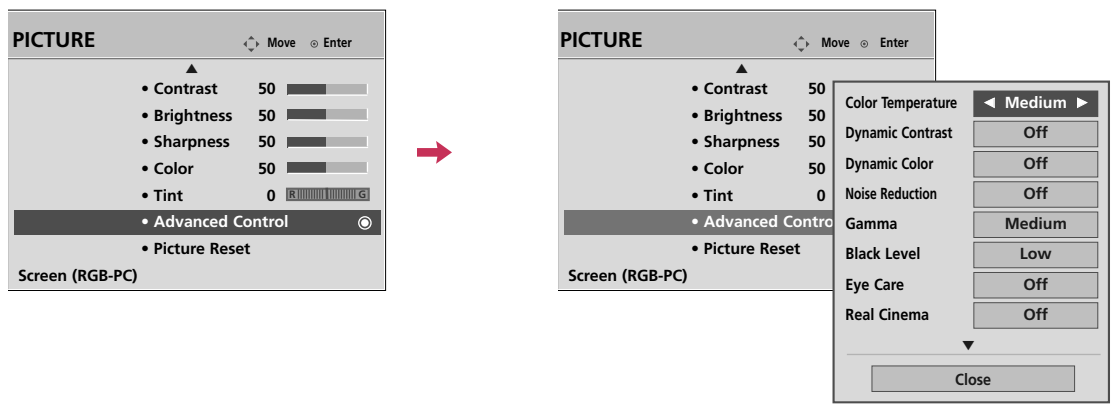 PICTURE Move Enter
• Contrast 50
• Brightness 50
• Sharpness 50
• Color 50
• Tint 0 R G
• Advanced Control
• Picture Reset
Screen (RGB-PC)
PICTURE Move Enter
• Contrast 50
• Brightness 50
• Sharpness 50
• Color 50
• Tint 0
• Advanced Contro
• Picture Reset
Screen (RGB-PC)
Color Temperature Medium
Dynamic Contrast Off
Dynamic Color Off
Noise Reduction Off
Gamma Medium
Black Level Low
Eye Care Off
Real Cinema Off
Close